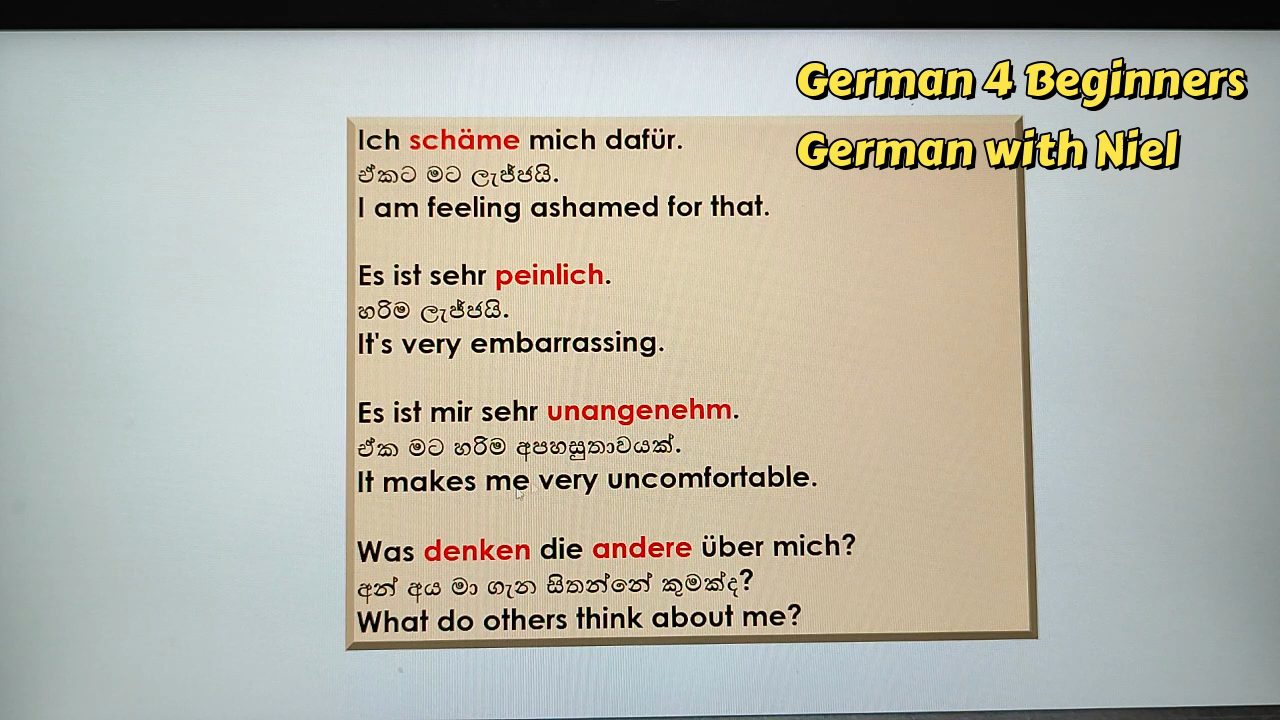 German 4 Beginners
German with Niel
Ich schäme mich dafür.
ඒකට මට ලැජ්ජයි.
I am feeling ashamed for that.
Es ist sehr peinlich.
හරිම ලැජ්ජයි.
It's very embarrassing.
Es ist mir sehr unangenehm.
ඒක මට හරිම අපහසුතාවයක්.
It makes me very uncomfortable.
Was denken die andere über mich?
අන් අය මා ගැන සිතන්නේ කුමක්ද?
What do others think about me?